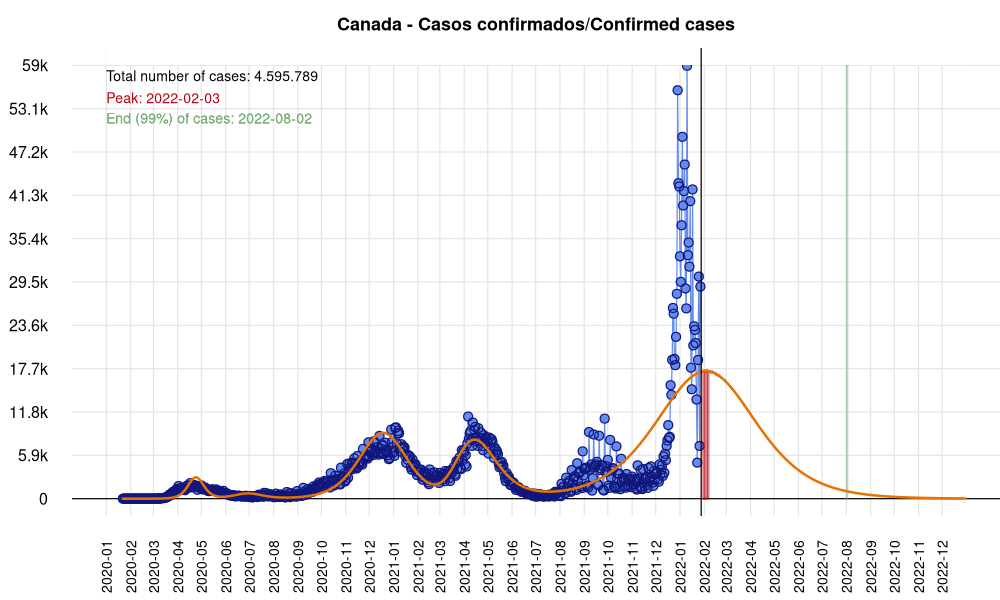 Canada - Casos confirmados/Confirmed cases
59k
53.1k
47.2k
41.3k
35.4k
29.5k
23.6k
17.7k
11.8k
5.9k
0
Total number of cases: 4.595.789
Peak: 2022-02-03
End (99%) of cases: 2022-08-02
2020-01
2020-02
2020-03
2020-04
2020-05
2020-06
2020-07
2020-08
2020-09
2020-10
2020-11
2020-12
2021-01
2021-02
2021-03
2021-04
2021-05
2021-06
2021-07
2021-08
2021-09
2021-10
2021-11
2021-12
2022-01
2022-02
2022-03
2022-04
2022-05
2022-06
2022-07
2022-08
2022-09
2022-10
2022-11
2022-12